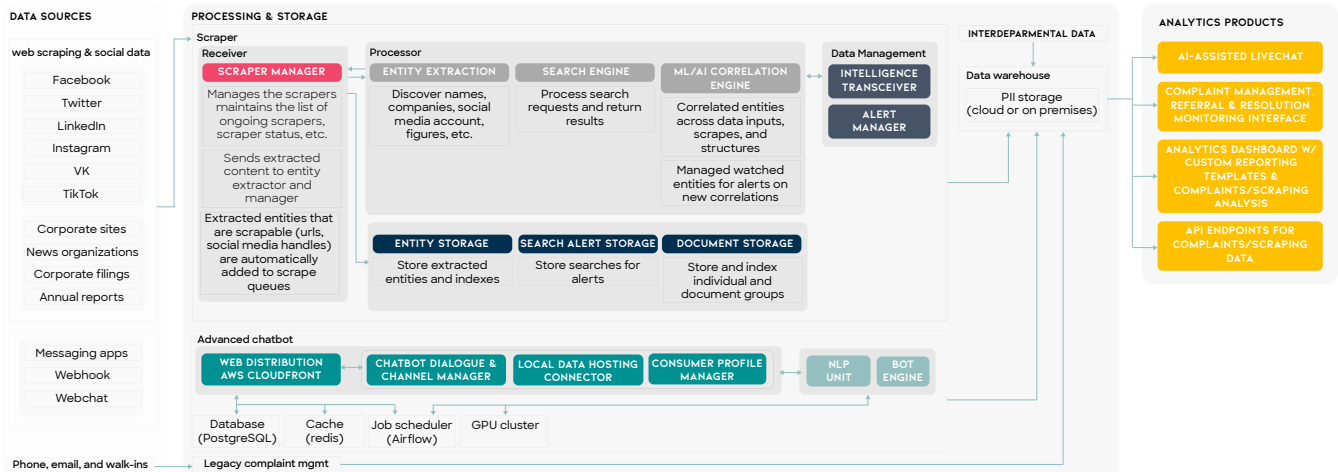 DATA SOURCES
web scraping & social data
Facebook
Twitter
LinkedIn
Instagram
VK
TikTok
Corporate sites
News organizations
Corporate filings
Annual reports
Messaging apps
Webhook
Webchat
Phone, email, and walk-ins
PROCESSING & STORAGE
Scraper
Receiver
SCRAPER MANAGER
Manages the scrapers
maintains the list of
ongoing scrapers,
scraper status, etc.
Sends extracted
content to entity
extractor and
manager
Extracted entities that
are scrapable (urls,
social media handles)
are automatically
added to scrape
queues
Processor
ENTITY EXTRACTION
Discover names,
companies, social
media account,
figures, etc.
SEARCH ENGINE
Process search
requests and return
results
ML/AI CORRELATION
ENGINE
Correlated entities
across data inputs,
scrapes, and
structures
Managed watched
entities for alerts on
new correlations
Data Management
INTELLIGENCE
TRANSCEIVER
ALERT
MANAGER
ENTITY STORAGE
Store extracted
entities and indexes
SEARCH ALERT STORAGE
Store searches for
alerts
DOCUMENT STORAGE
Store and index
individual and
document groups
Advanced chatbot
WEB DISTRIBUTION
AWS CLOUDFRONT
CHATBOT DIALOGUE &
CHANNEL MANAGER
LOCAL DATA HOSTING
CONNECTOR
CONSUMER PROFILE
MANAGER
NLP
UNIT
BOT
ENGINE
Database
(PostgreSQL)
Cache
(redis)
Job scheduler
(Airflow)
GPU cluster
Legacy complaint mgmt
INTERDEPARMENTAL DATA
Data warehouse
PII storage
(cloud or on premises)
ANALYTICS PRODUCTS
AI-ASSISTED LIVECHAT
COMPLAINT MANAGEMENT:
REFERRAL & RESOLUTION
MONITORING INTERFACE
ANALYTICS DASHBOARD W/
CUSTOM REPORTING
TEMPLATES &
COMPLAINTS/SCRAPING
ANALYSIS
API ENDPOINTS FOR
COMPLAINTS/SCRAPING
DATA